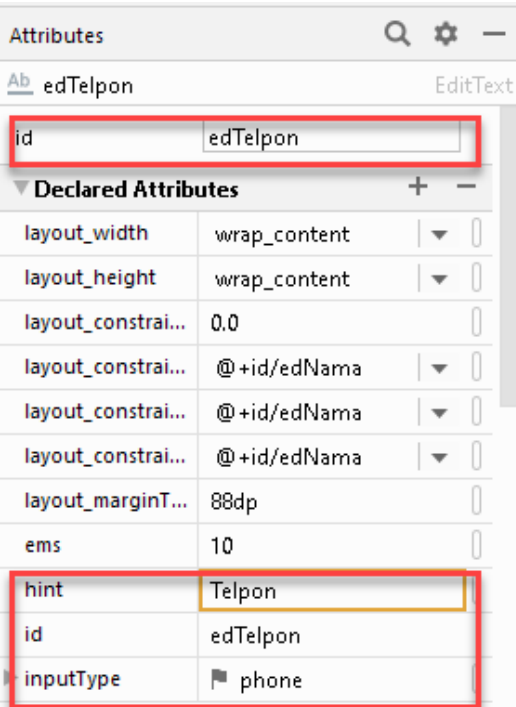 Attributes
Ab edTelpon EditText
id edTelpon
Declared Attributes
layout_width wrap_content
layout_height wrap_content
layout_constrai... 0.0
layout_constrai... @+id/edNama
layout_constrai... @+id/edNama
layout_constrai... @+id/edNama
layout_marginT... 88dp
ems 10
hint Telpon
id edTelpon
inputType phone